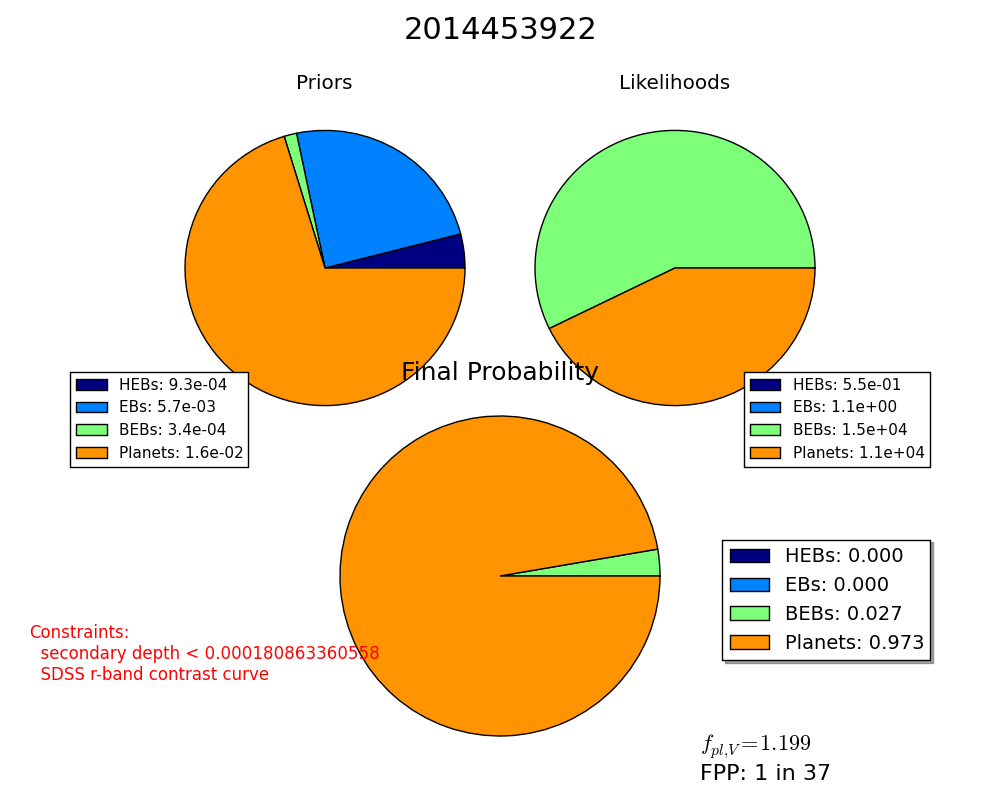 2014453922
Priors
Likelihoods
HEBs: 9.3e-04
EBs: 5.7e-03
BEBs: 3.4e-04
Planets: 1.6e-02
HEBs: 5.5e-01
EBs: 1.1e+00
BEBs: 1.5e+04
Planets: 1.1e+04
Final Probability
HEBs: 0.000
EBs: 0.000
BEBs: 0.027
Planets: 0.973
Constraints:
secondary depth < 0.000180863360558
SDSS r-band contrast curve
f_{pl,V} = 1.199
FPP: 1 in 37